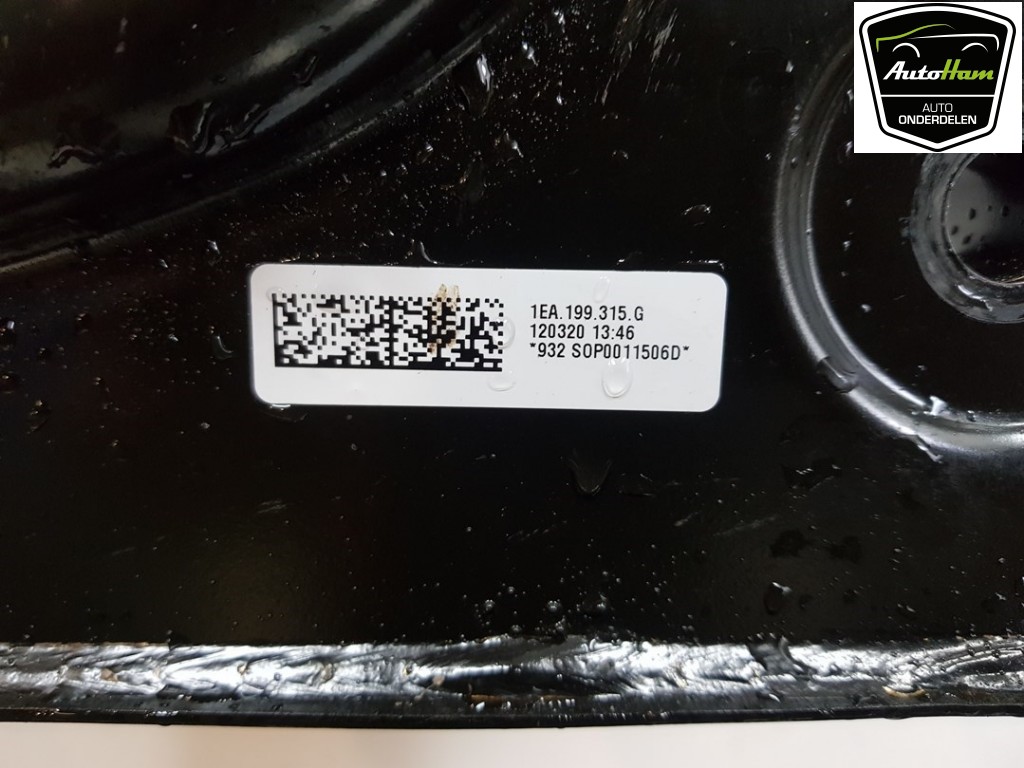 AutoHam
AUTO
ONDERDELEN
1EA.199.315.G
120320 13:46
*932 SOP0011506D*